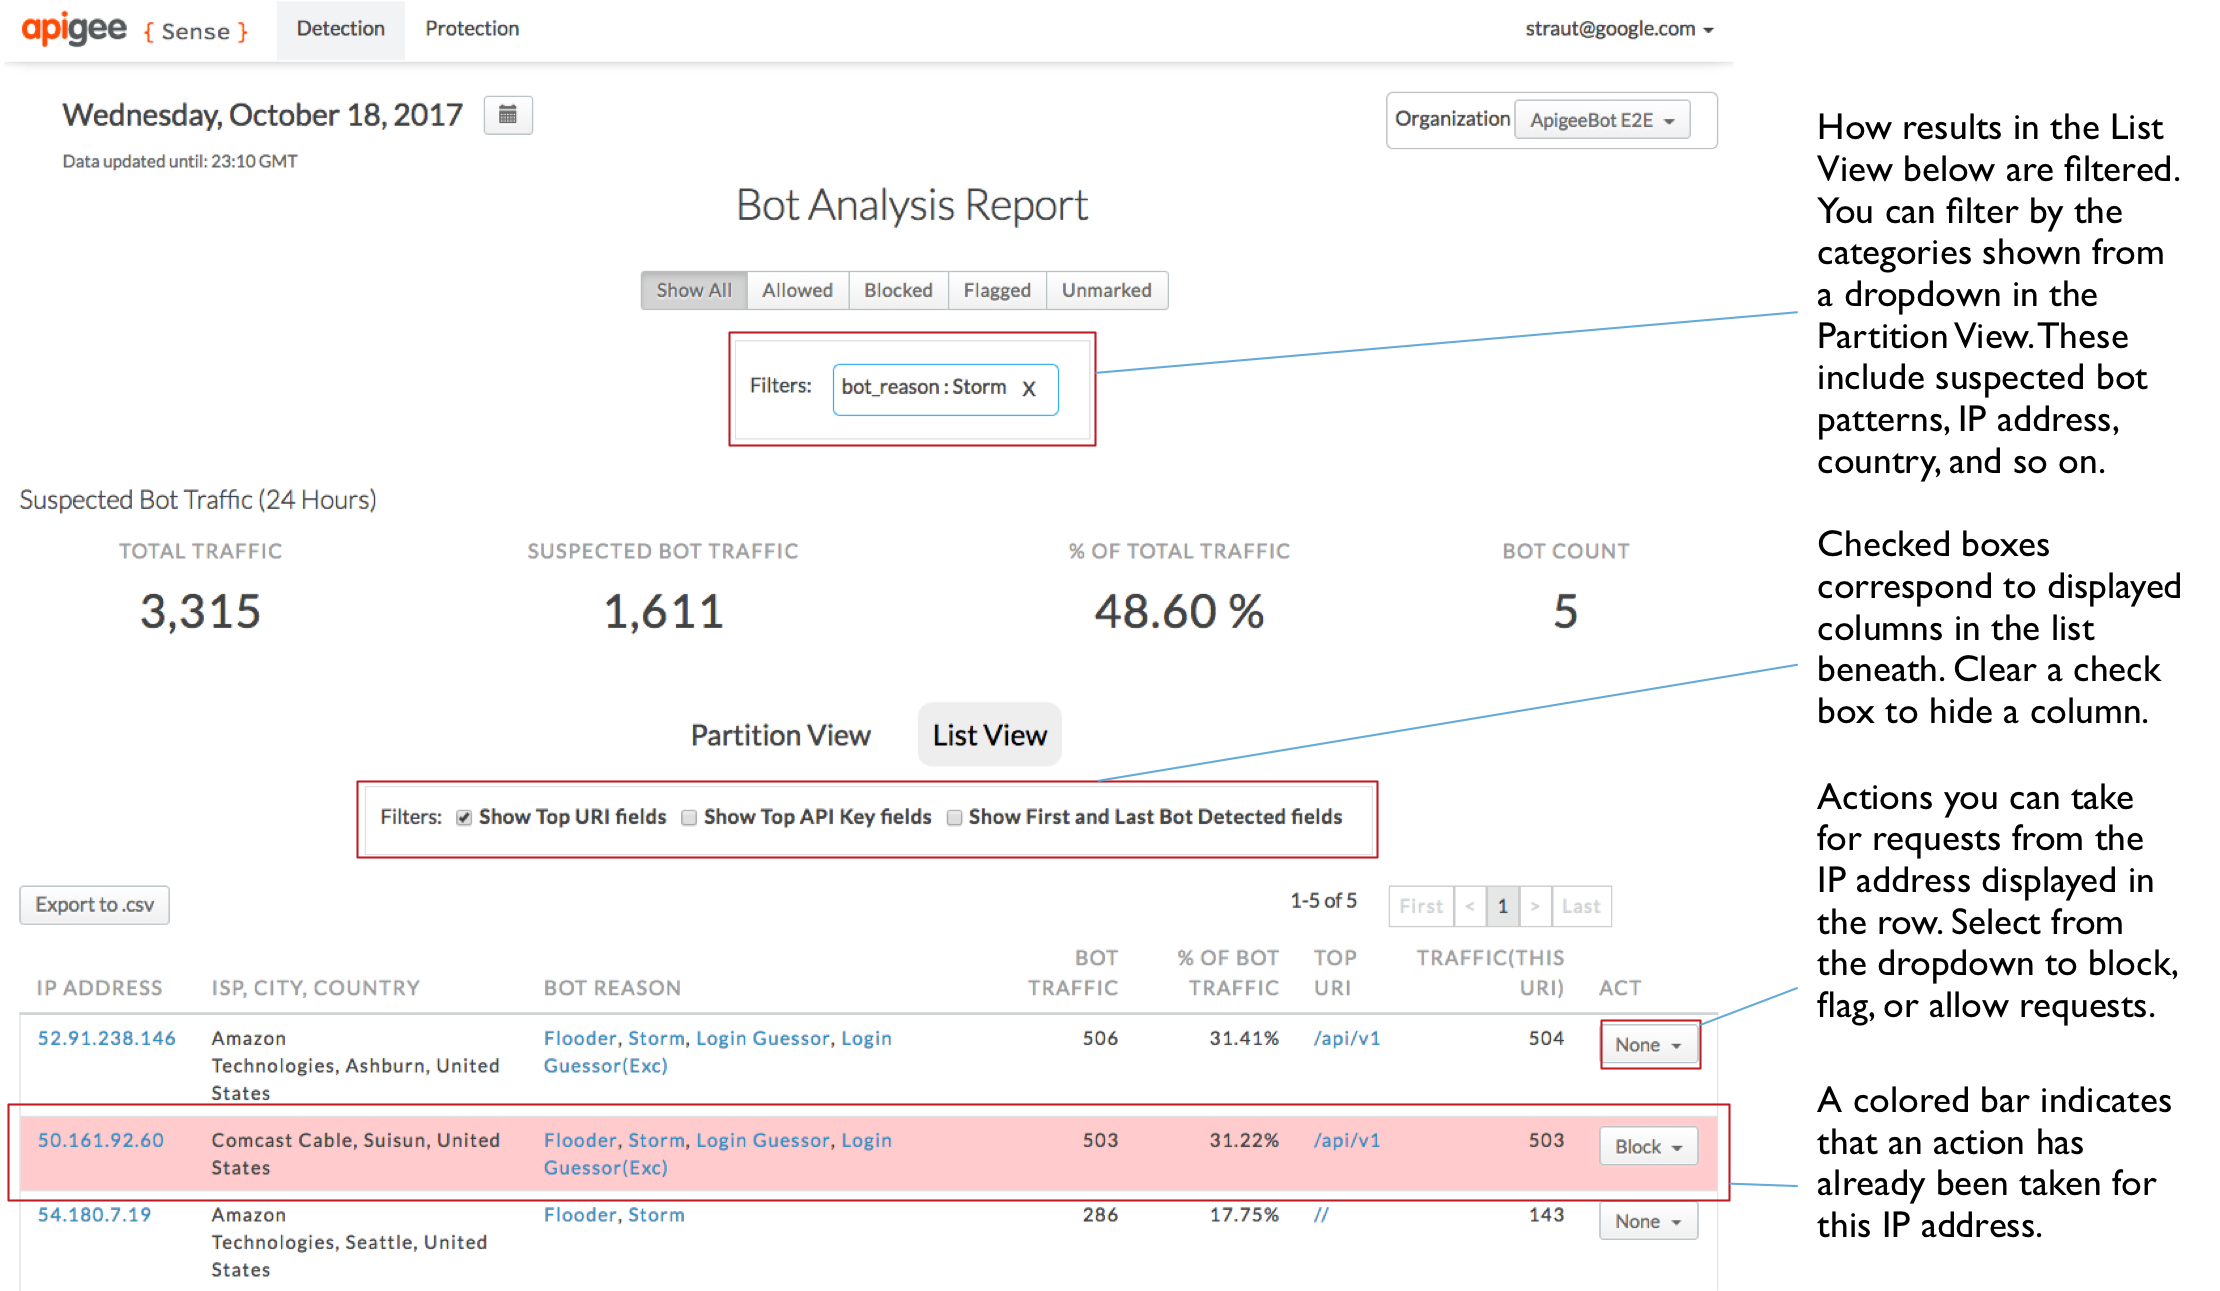 apigee { Sense } Detection Protection straut@google.com
Wednesday, October 18, 2017
Data updated until: 23:10 GMT
Organization ApigeeBot E2E
Bot Analysis Report
Show All Allowed Blocked Flagged Unmarked
Filters: bot_reason : Storm X
Suspected Bot Traffic (24 Hours)
TOTAL TRAFFIC SUSPECTED BOT TRAFFIC % OF TOTAL TRAFFIC BOT COUNT
3,315 1,611 48.60 % 5
Partition View List View
Filters: Show Top URI fields Show Top API Key fields Show First and Last Bot Detected fields
Export to .csv 1-5 of 5 First < 1 > Last
BOT % OF BOT TOP TRAFFIC(THIS
IP ADDRESS ISP, CITY, COUNTRY BOT REASON TRAFFIC TRAFFIC URI URI) ACT
52.91.238.146 Amazon Flooder, Storm, Login Guessor, Login 506 31.41% /api/v1 504 None
Technologies, Ashburn, United Guessor(Exc)
States
50.161.92.60 Comcast Cable, Suisun, United Flooder, Storm, Login Guessor, Login 503 31.22% /api/v1 503 Block
States Guessor(Exc)
54.180.7.19 Amazon Flooder, Storm 286 17.75% // 143 None
Technologies, Seattle, United
States
How results in the List
View below are filtered.
You can filter by the
categories shown from
a dropdown in the
Partition View. These
include suspected bot
patterns, IP address,
country, and so on.
Checked boxes
correspond to displayed
columns in the list
beneath. Clear a check
box to hide a column.
Actions you can take
for requests from the
IP address displayed in
the row. Select from
the dropdown to block,
flag, or allow requests.
A colored bar indicates
that an action has
already been taken for
this IP address.